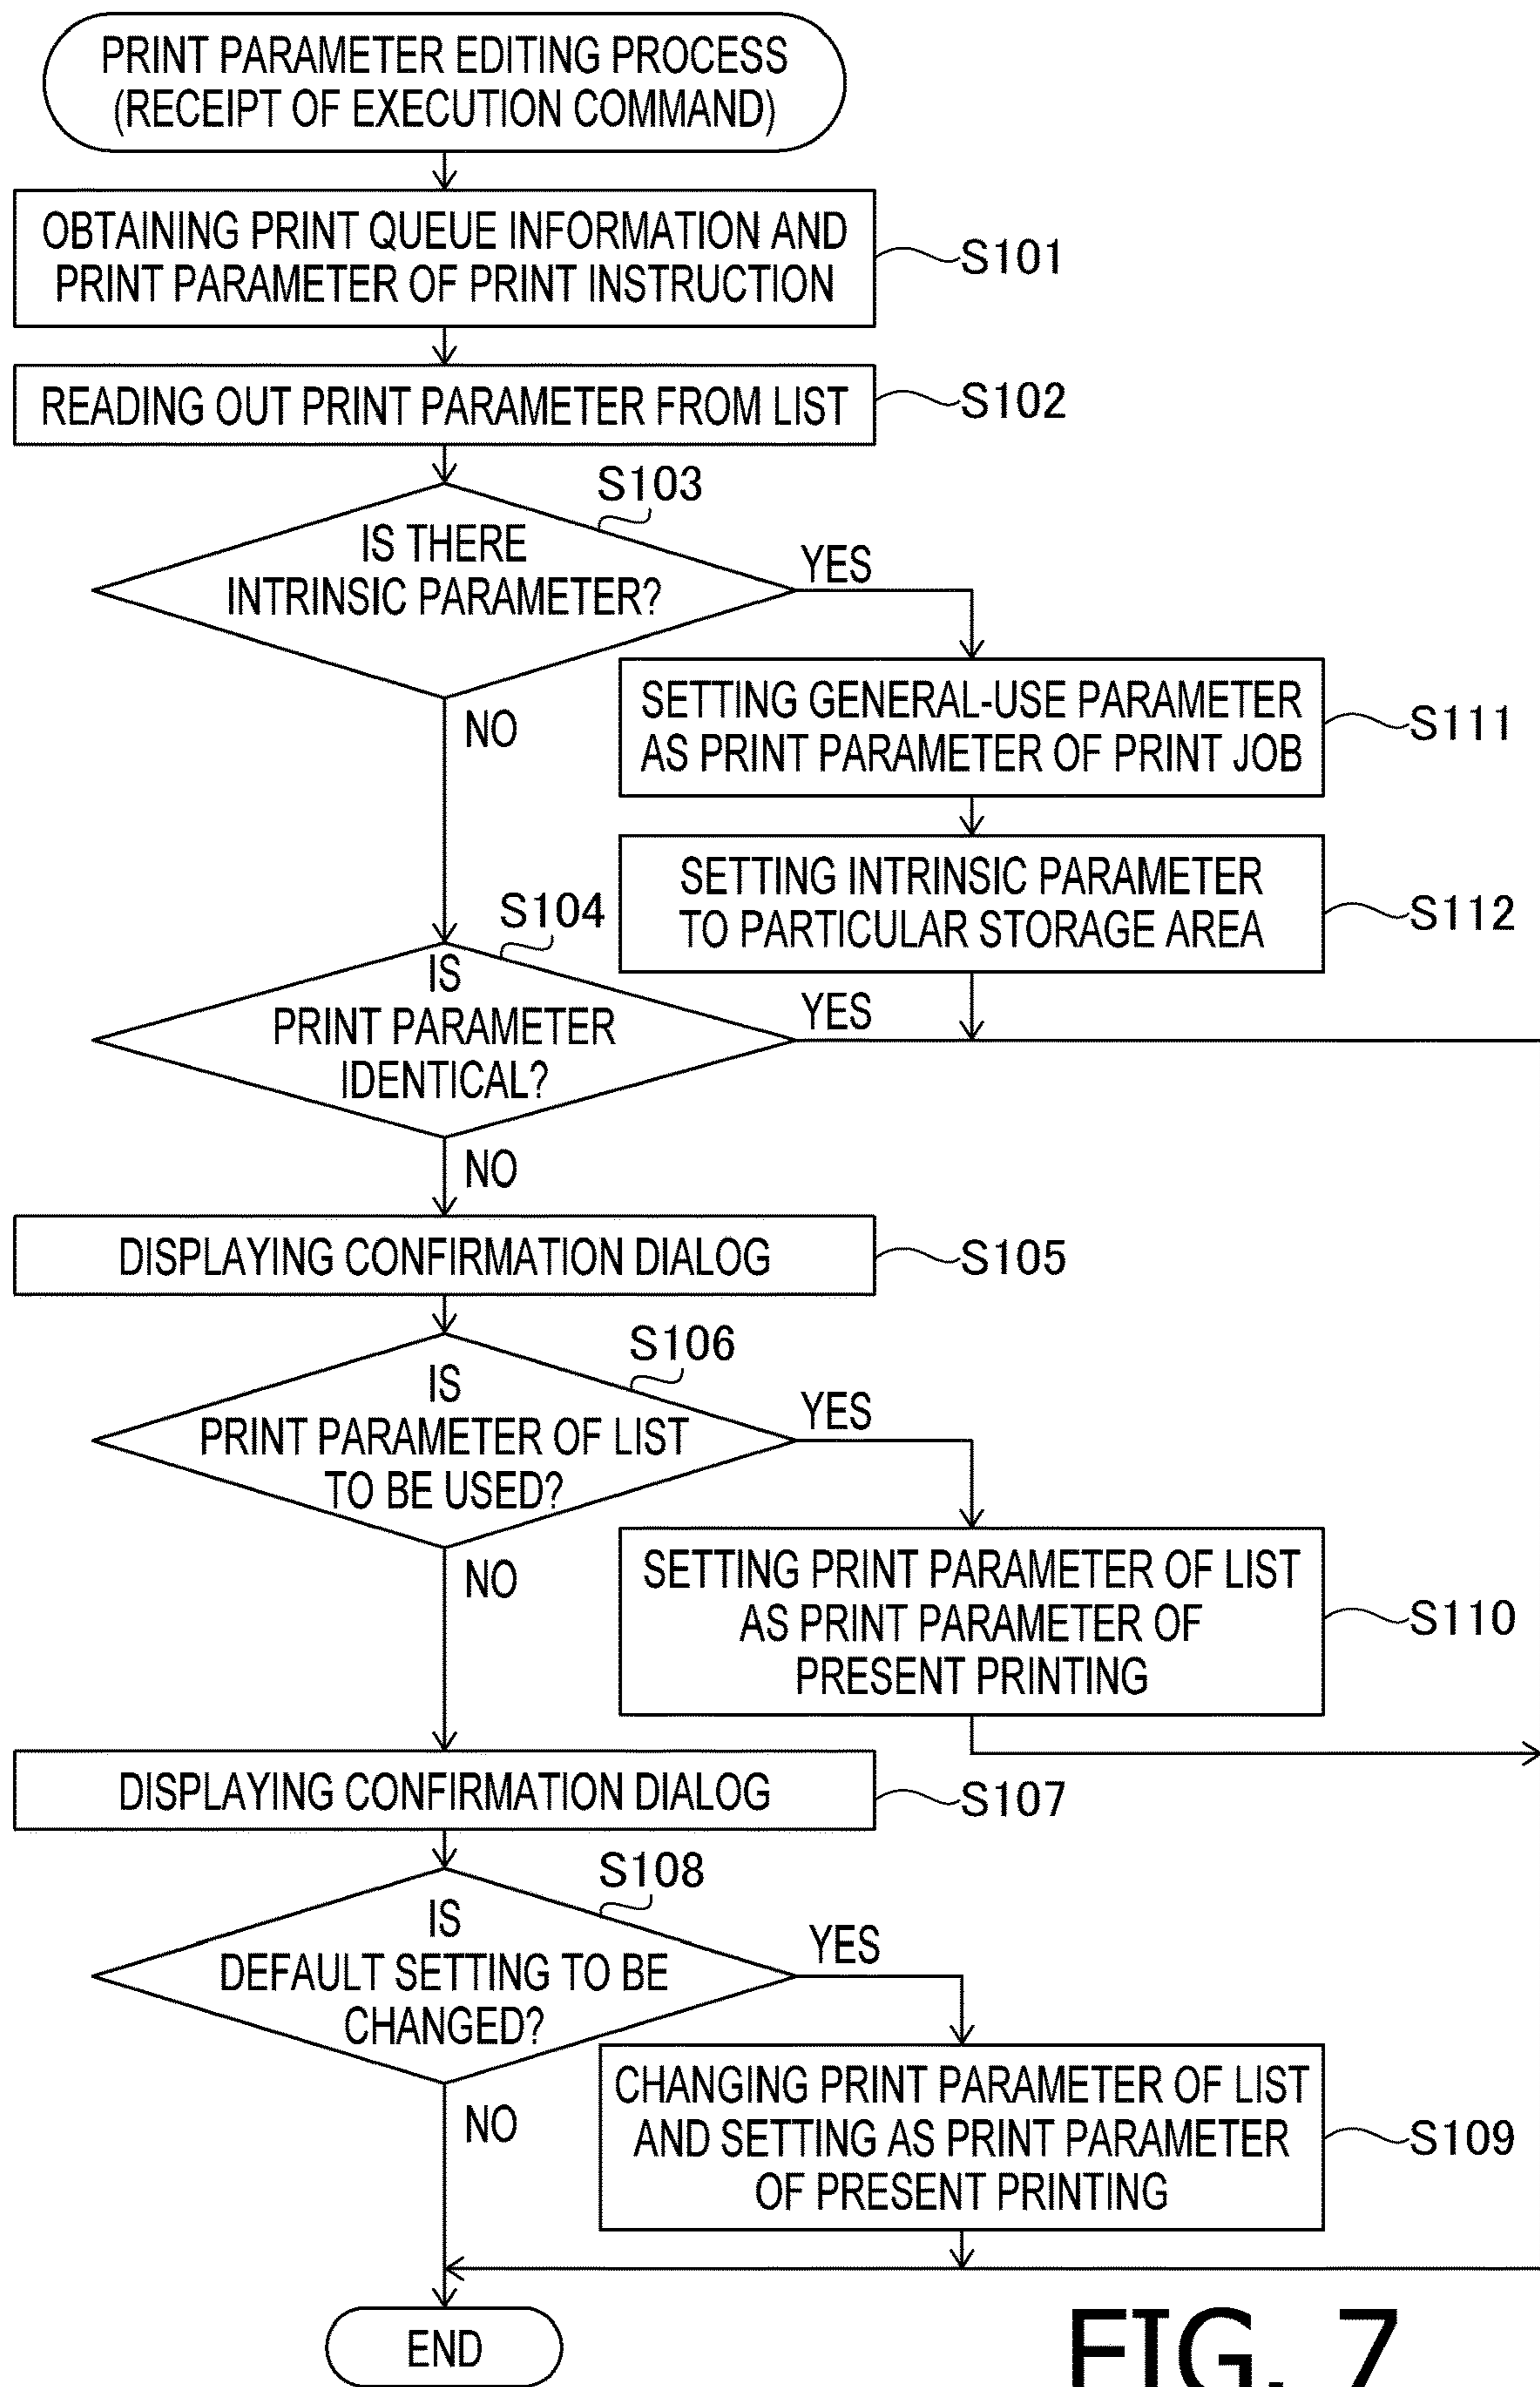 PRINT PARAMETER EDITING PROCESS
(RECEIPT OF EXECUTION COMMAND)
OBTAINING PRINT QUEUE INFORMATION AND
PRINT PARAMETER OF PRINT INSTRUCTION
S101
READING OUT PRINT PARAMETER FROM LIST
S102
S103
IS THERE
INTRINSIC PARAMETER?
YES
NO
SETTING GENERAL-USE PARAMETER
AS PRINT PARAMETER OF PRINT JOB
S111
SETTING INTRINSIC PARAMETER
TO PARTICULAR STORAGE AREA
S112
S104
IS
PRINT PARAMETER
IDENTICAL?
YES
NO
DISPLAYING CONFIRMATION DIALOG
S105
S106
IS
PRINT PARAMETER OF LIST
TO BE USED?
YES
NO
SETTING PRINT PARAMETER OF LIST
AS PRINT PARAMETER OF
PRESENT PRINTING
S110
DISPLAYING CONFIRMATION DIALOG
S107
S108
IS
DEFAULT SETTING TO BE
CHANGED?
YES
NO
CHANGING PRINT PARAMETER OF LIST
AND SETTING AS PRINT PARAMETER
OF PRESENT PRINTING
S109
END
FIG. 7